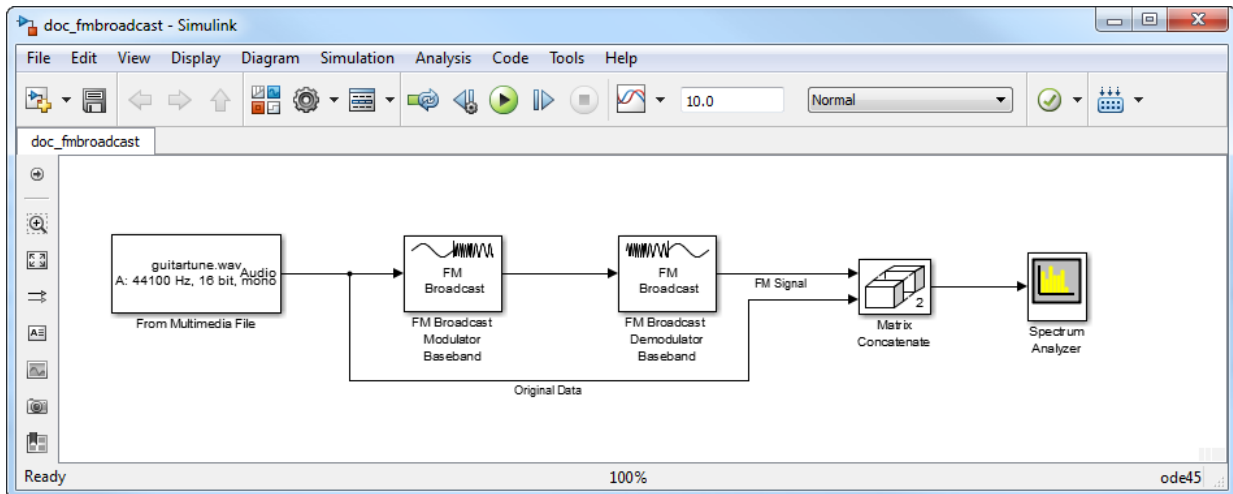 doc_fmbroadcast - Simulink
File Edit View Display Diagram Simulation Analysis Code Tools Help
10.0 Normal
doc_fmbroadcast
guitartune.wav
Audio
A: 44100 Hz, 16 bit, mono
From Multimedia File
FM
Broadcast
FM Broadcast
Modulator
Baseband
FM
Broadcast
FM Broadcast
Demodulator
Baseband
FM Signal
Original Data
2
Matrix
Concatenate
Spectrum
Analyzer
Ready 100% ode45